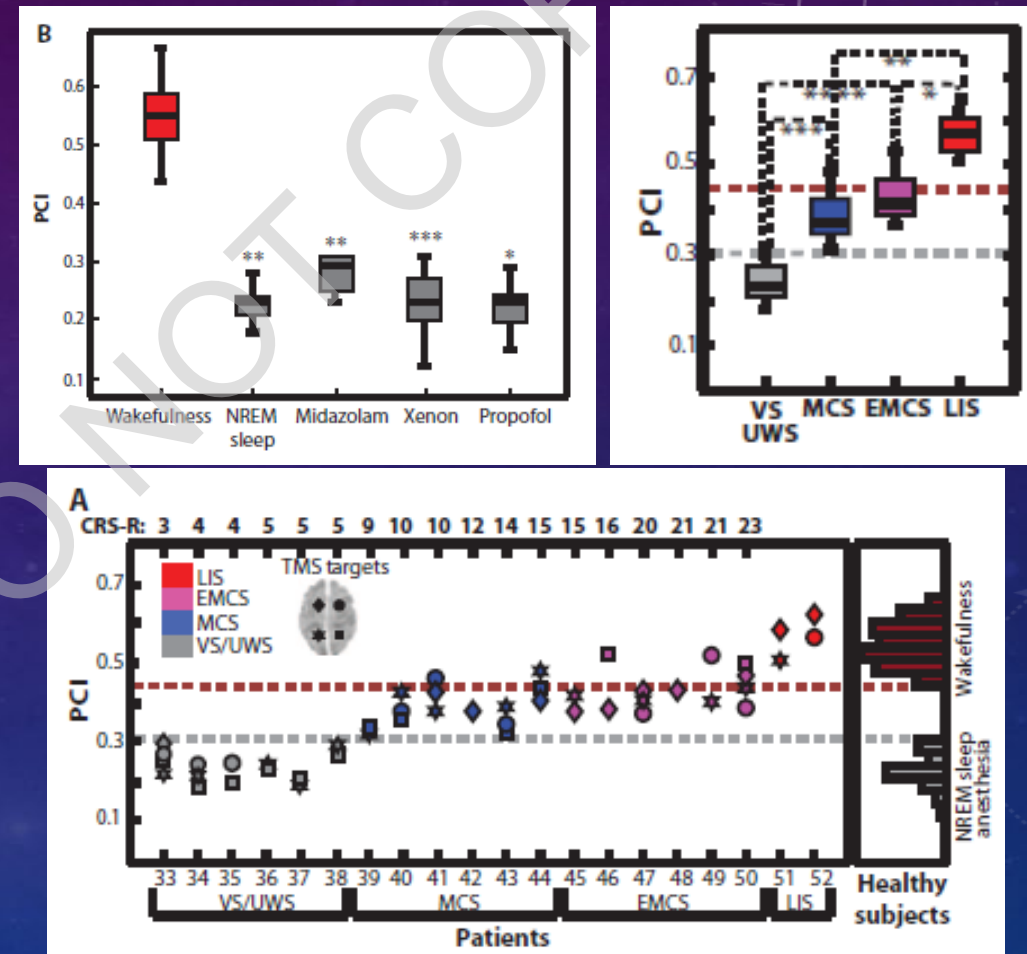 B
PCI
0.6
0.5
0.4
0.3
0.2
0.1
**
**
***
*
Wakefulness NREM sleep Midazolam Xenon Propofol
PCI
0.7
0.5
0.3
0.1
**
**** *
***
VS UWS MCS EMCS LIS
A
CRS-R: 3 4 4 5 5 5 9 10 10 12 14 15 15 16 20 21 21 23
TMS targets
LIS
EMCS
MCS
VS/UWS
PCI
0.7
0.5
0.3
0.1
Wakefulness
NREM sleep
anesthesia
33 34 35 36 37 38 39 40 41 42 43 44 45 46 47 48 49 50 51 52
VS/UWS MCS EMCS LIS
Patients
Healthy
subjects